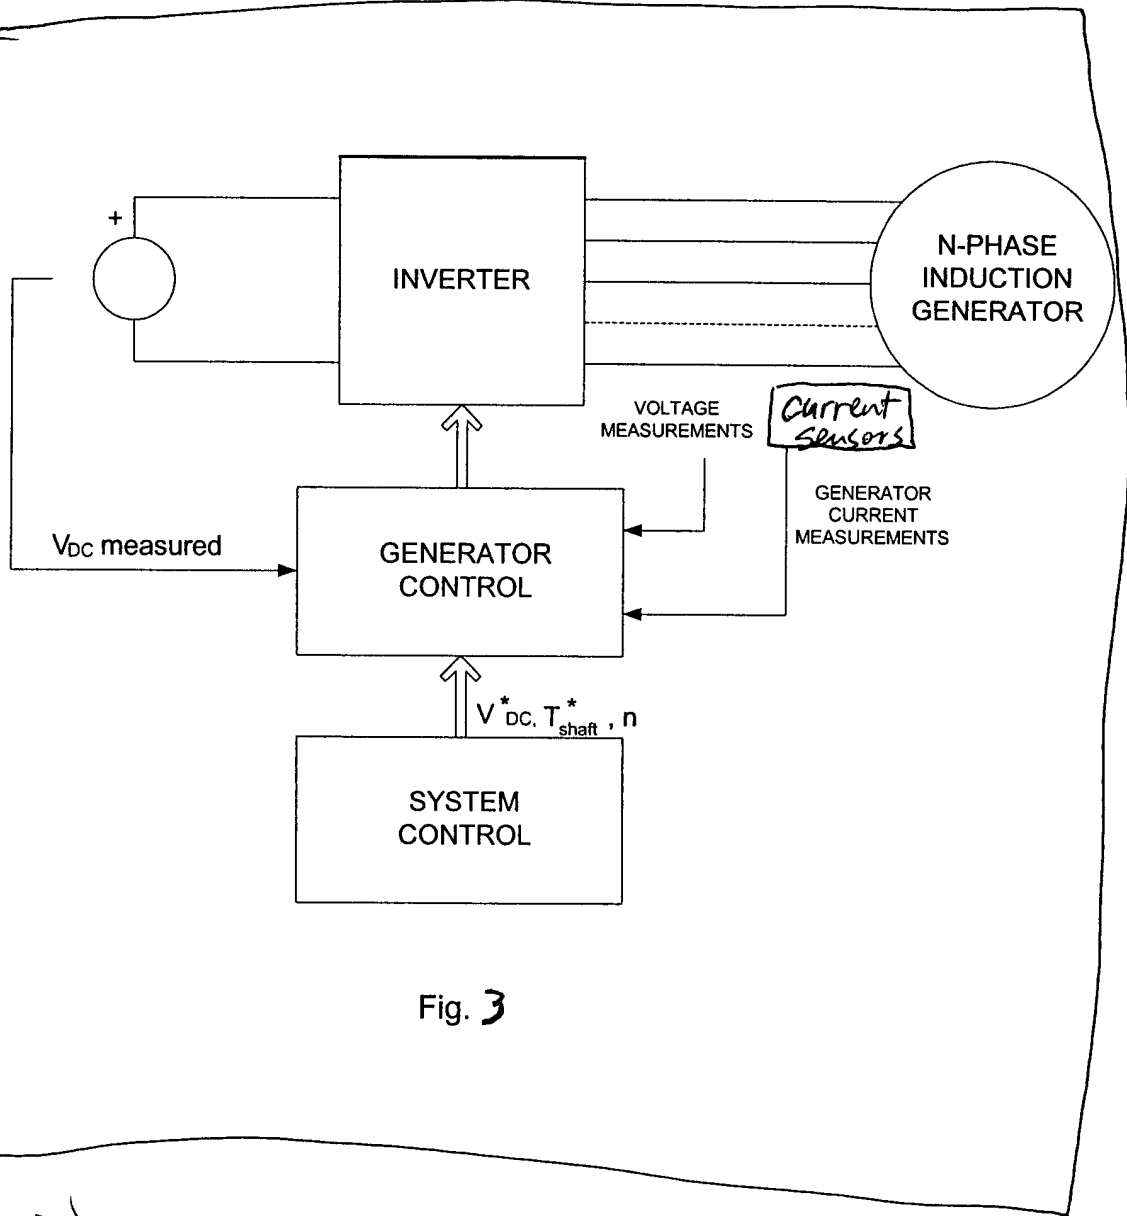 +
INVERTER
N-PHASE
INDUCTION
GENERATOR
VOLTAGE
MEASUREMENTS
Current
sensors
GENERATOR
CURRENT
MEASUREMENTS
VDC measured
GENERATOR
CONTROL
V*DC, T*shaft , n
SYSTEM
CONTROL
Fig. 3